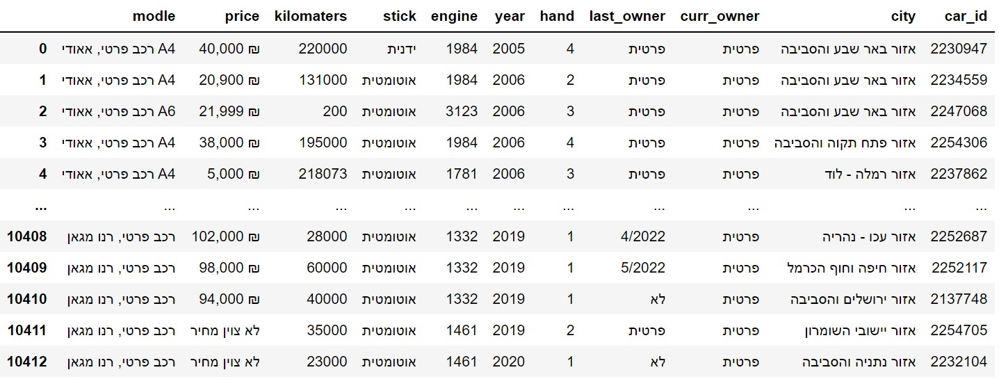 modle price kilomaters stick engine year hand last_owner curr_owner city car_id
0 רכב פרטי, אאודי A4 40,000 ₪ 220000 ידנית 1984 2005 4 פרטית פרטית אזור באר שבע והסביבה 2230947
1 רכב פרטי, אאודי A4 20,900 ₪ 131000 אוטומטית 1984 2006 2 פרטית פרטית אזור באר שבע והסביבה 2234559
2 רכב פרטי, אאודי A6 21,999 ₪ 200 אוטומטית 3123 2006 3 פרטית פרטית אזור באר שבע והסביבה 2247068
3 רכב פרטי, אאודי A4 38,000 ₪ 195000 אוטומטית 1984 2006 4 פרטית פרטית אזור פתח תקוה והסביבה 2254306
4 רכב פרטי, אאודי A4 5,000 ₪ 218073 אוטומטית 1781 2006 3 פרטית פרטית אזור רמלה - לוד 2237862
... ... ... ... ... ... ... ... ... ... ... ...
10408 רכב פרטי, רנו מגאן 102,000 ₪ 28000 אוטומטית 1332 2019 1 4/2022 פרטית אזור עכו - נהריה 2252687
10409 רכב פרטי, רנו מגאן 98,000 ₪ 60000 אוטומטית 1332 2019 1 5/2022 פרטית אזור חיפה וחוף הכרמל 2252117
10410 רכב פרטי, רנו מגאן 94,000 ₪ 40000 אוטומטית 1332 2019 1 לא פרטית אזור ירושלים והסביבה 2137748
10411 רכב פרטי, רנו מגאן לא צוין מחיר 35000 אוטומטית 1461 2019 2 פרטית פרטית אזור יישובי השומרון 2254705
10412 רכב פרטי, רנו מגאן לא צוין מחיר 23000 אוטומטית 1461 2020 1 לא פרטית אזור נתניה והסביבה 2232104